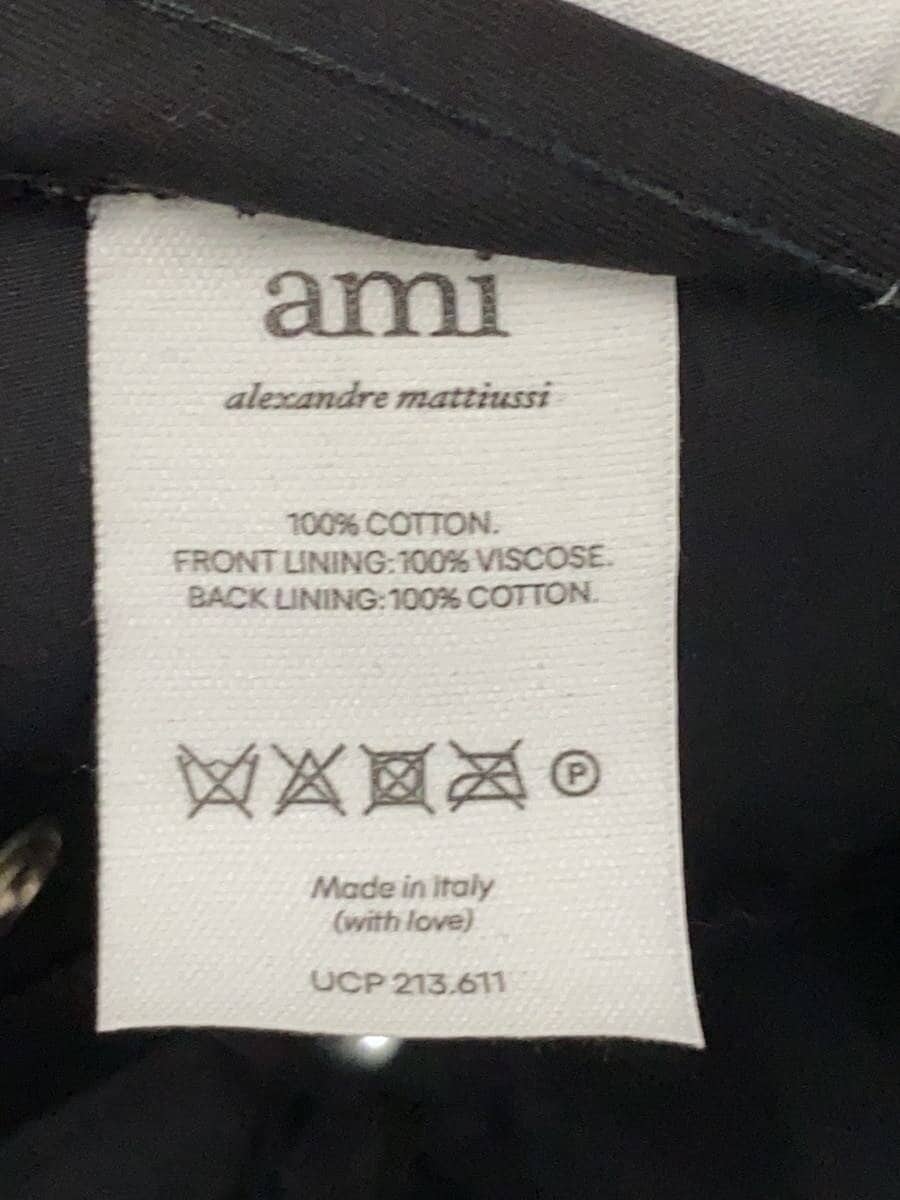 ami
alexandre mattiussi
100% COTTON.
FRONT LINING: 100% VISCOSE.
BACK LINING: 100% COTTON.
P
Made in Italy
(with love)
UCP 213.611